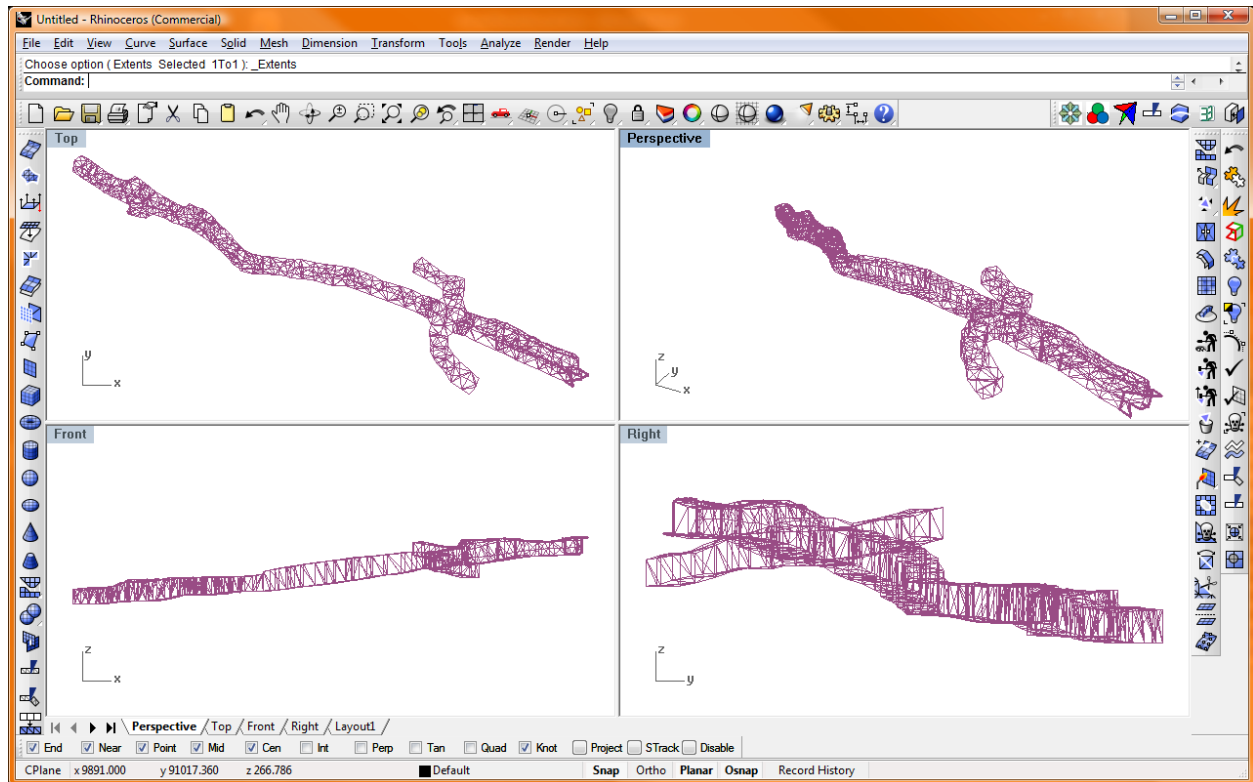 Untitled - Rhinoceros (Commercial)
File Edit View Curve Surface Solid Mesh Dimension Transform Tools Analyze Render Help
Choose option ( Extents Selected 1To1 ): _Extents
Command:
Top
Perspective
y
x
z
y
x
Front
Right
z
x
z
y
Perspective Top Front Right Layout1
End Near Point Mid Cen Int Perp Tan Quad Knot Project STrack Disable
CPlane x 9891.000 y 91017.360 z 266.786 Default Snap Ortho Planar Osnap Record History